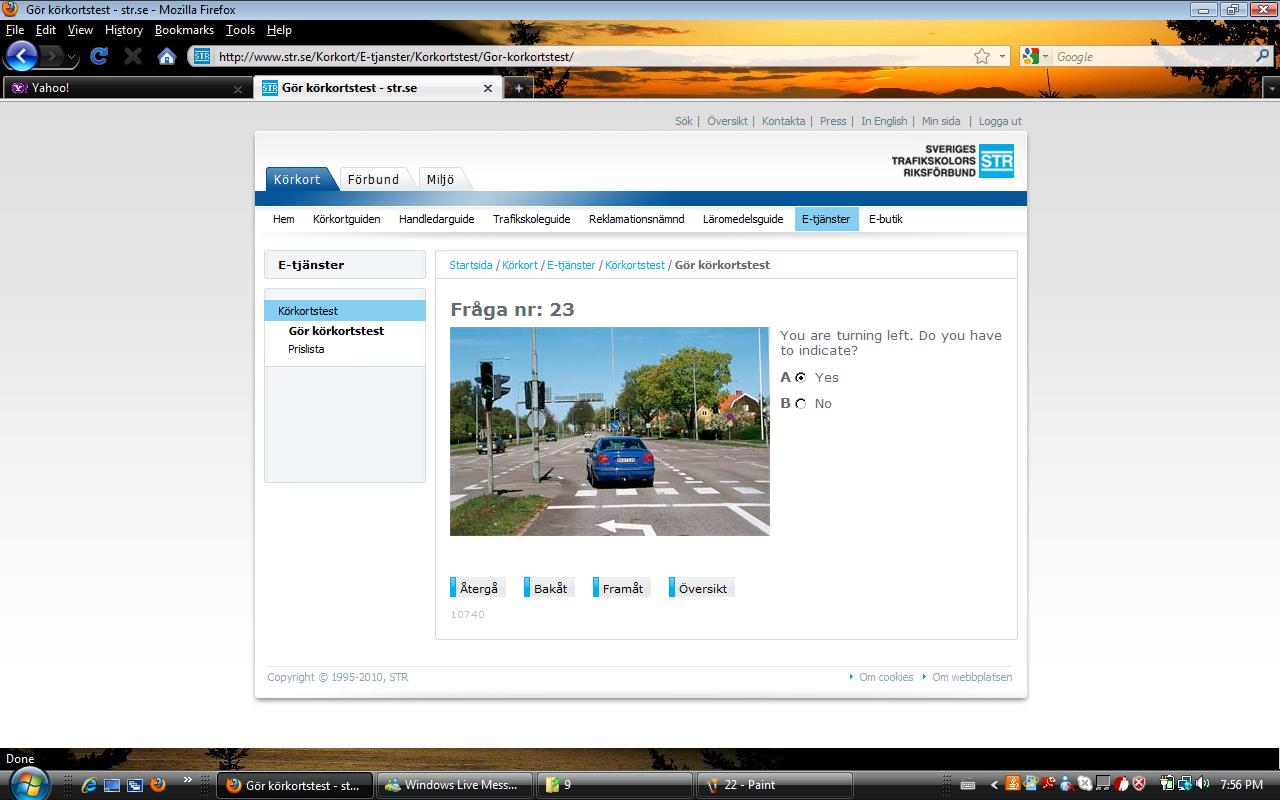 Gör körkortstest - str.se - Mozilla Firefox
File Edit View History Bookmarks Tools Help
STR http://www.str.se/Korkort/E-tjanster/Korkortstest/Gor-korkortstest/ Google
Yahoo! STR Gör körkortstest - str.se
Sök | Översikt | Kontakta | Press | In English | Min sida | Logga ut
SVERIGES
TRAFIKSKOLORS
RIKSFÖRBUND
STR
Körkort Förbund Miljö
Hem Körkortguiden Handledarguide Trafikskoleguide Reklamationsnämnd Läromedelsguide E-tjänster E-butik
E-tjänster
Körkortstest
Gör körkortstest
Prislista
Startsida / Körkort / E-tjänster / Körkortstest / Gör körkortstest
Fråga nr: 23
You are turning left. Do you have
to indicate?
A Yes
B No
Återgå Bakåt Framåt Översikt
10740
Copyright © 1995-2010, STR Om cookies Om webbplatsen
Done
Gör körkortstest - st... Windows Live Mess... 9 22 - Paint 7:56 PM